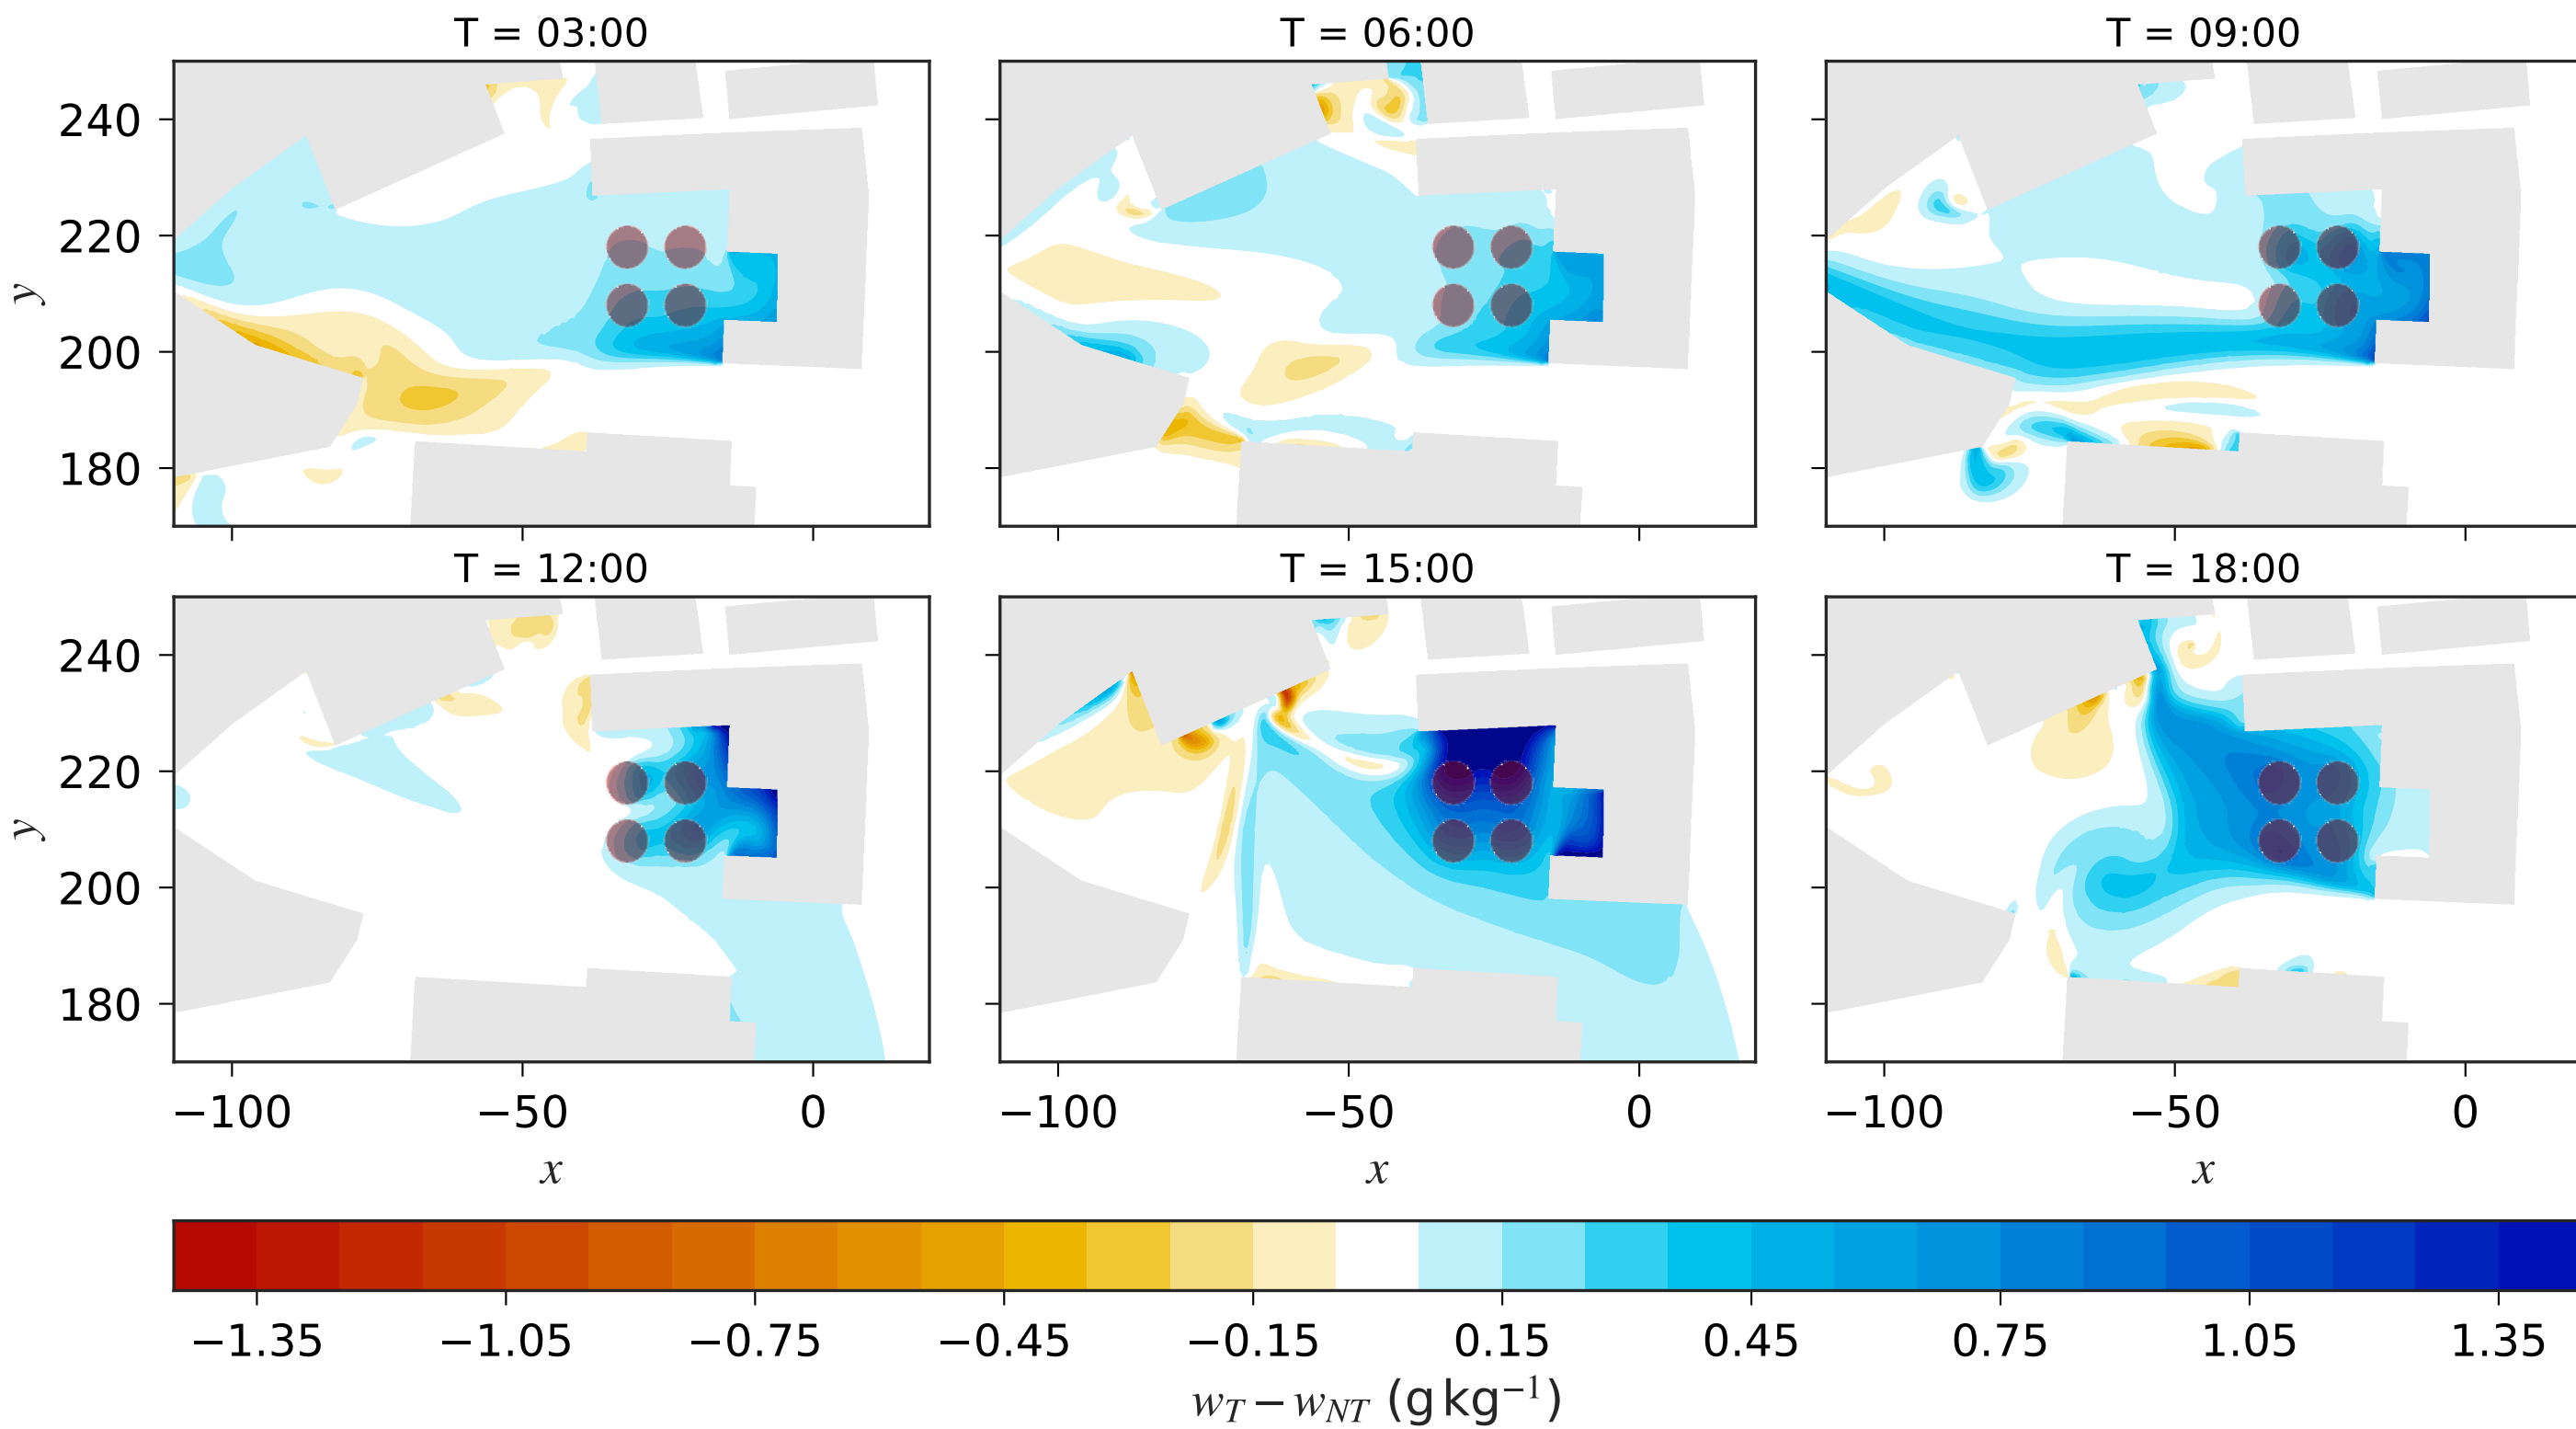 T = 03:00 T = 06:00 T = 09:00
240
220
y
200
180
T = 12:00 T = 15:00 T = 18:00
240
220
y
200
180
−100 −50 0 −100 −50 0 −100 −50 0
x x x
−1.35 −1.05 −0.75 −0.45 −0.15 0.15 0.45 0.75 1.05 1.35
w_T − w_{NT} (g kg⁻¹)